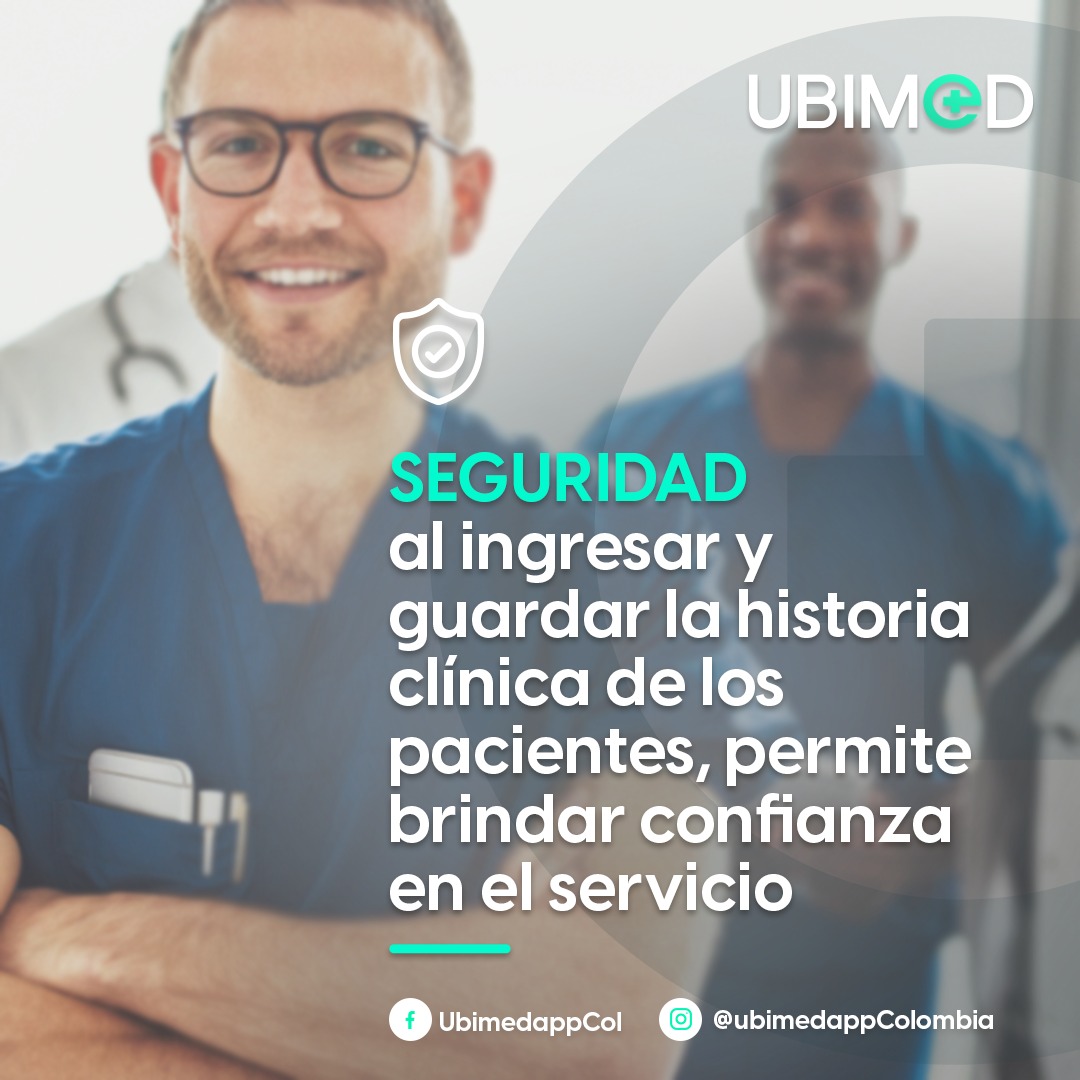 UBIMeD
SEGURIDAD
al ingresar y
guardar la historia
clínica de los
pacientes, permite
brindar confianza
en el servicio
UbimedappCol
@ubimedappColombia